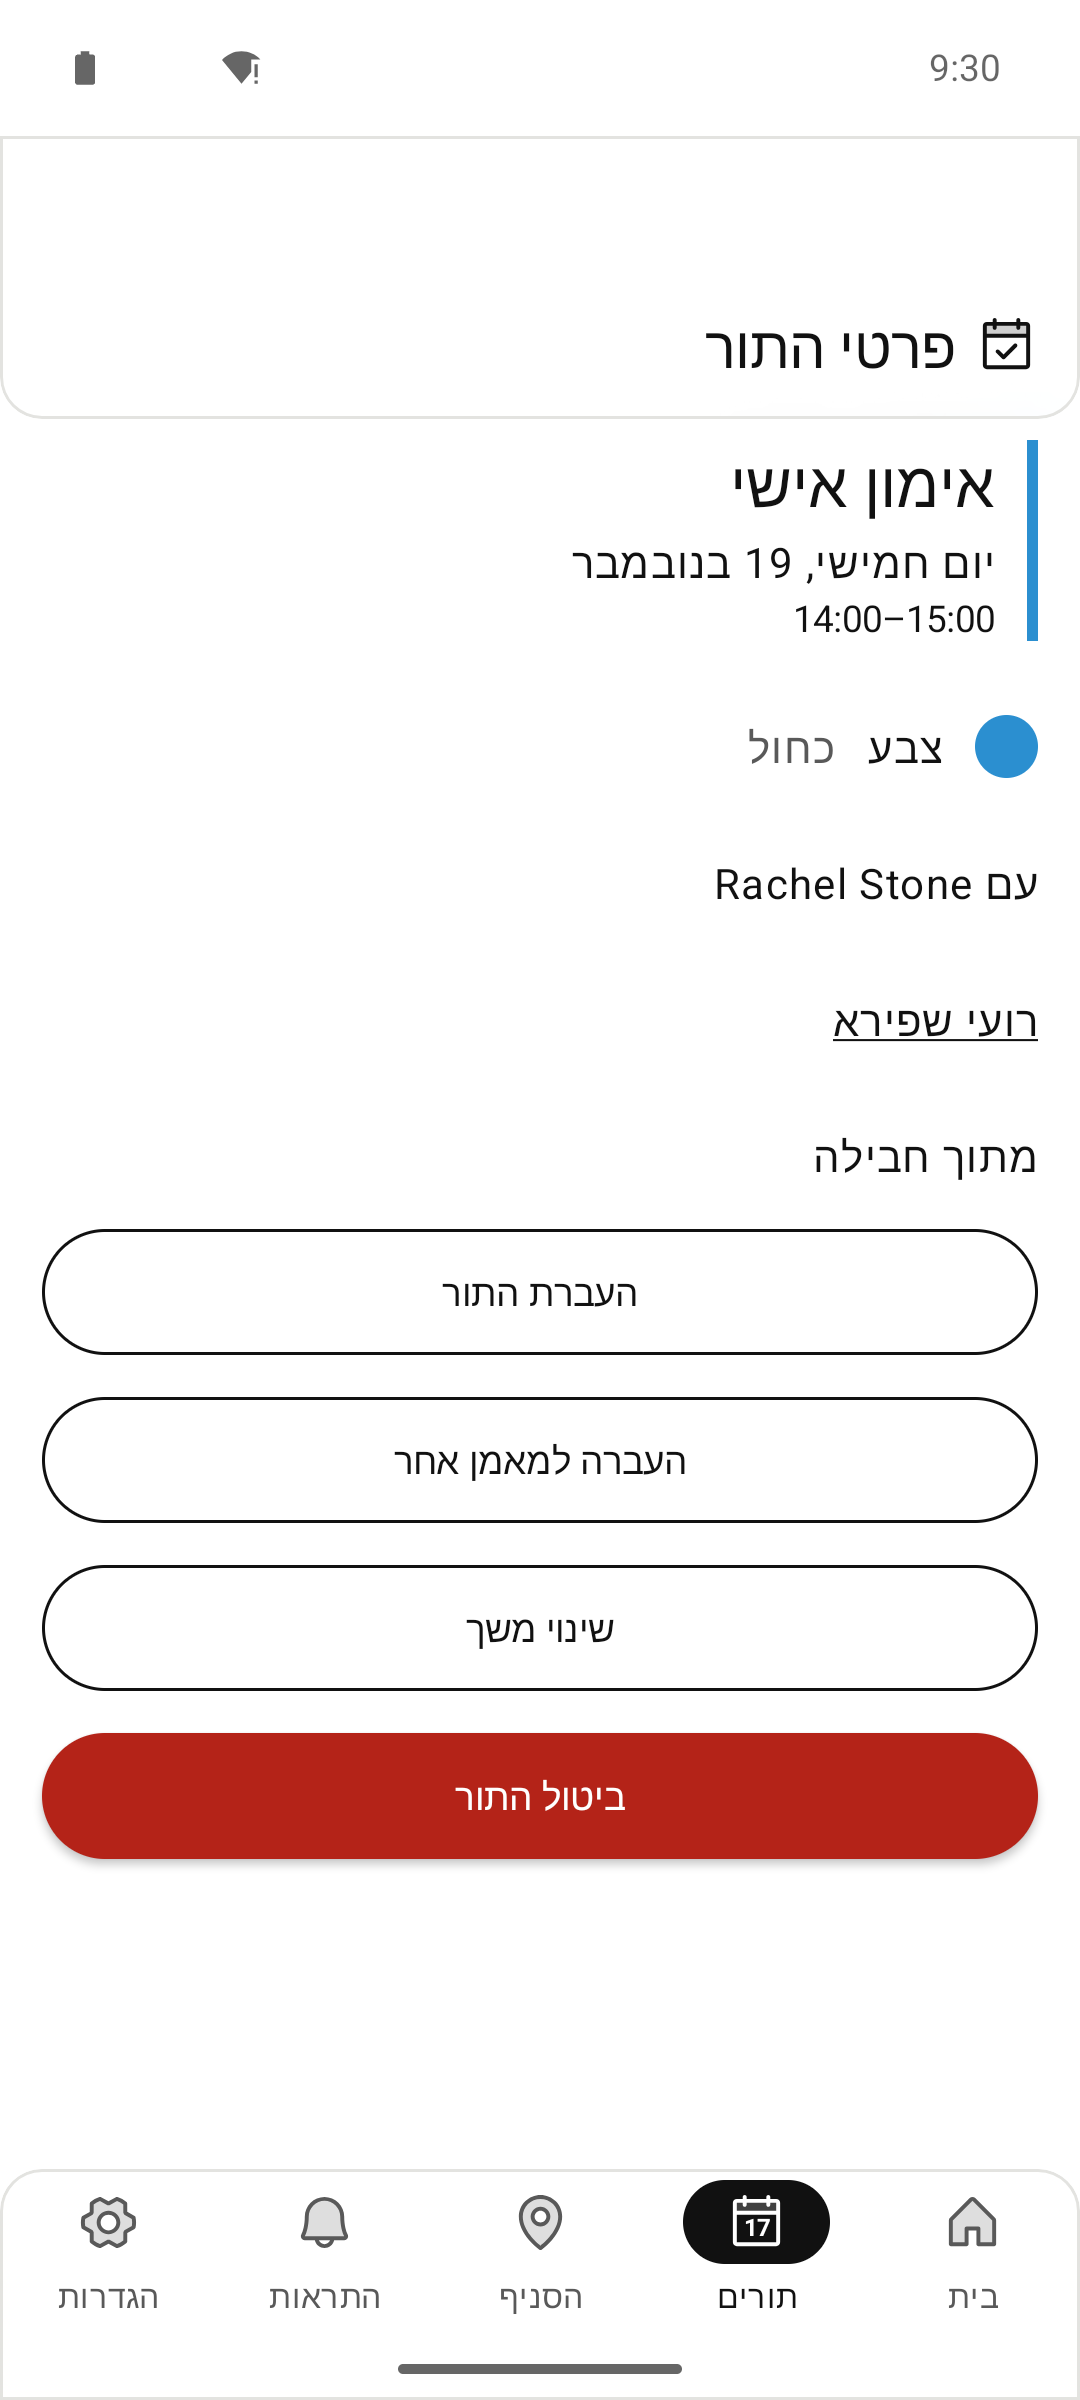 9:30
פרטי התור
אימון אישי
יום חמישי, 19 בנובמבר
14:00–15:00
צבע כחול
עם Rachel Stone
רועי שפירא
מתוך חבילה
העברת התור
העברה למאמן אחר
שינוי משך
ביטול התור
17
בית
תורים
הסניף
התראות
הגדרות